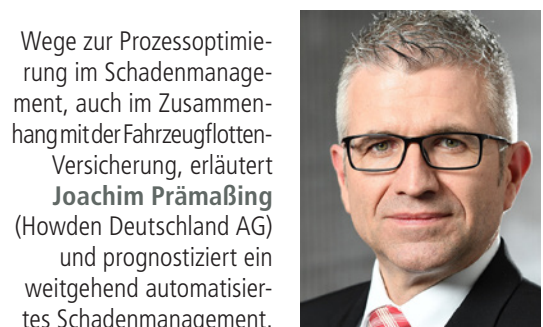 Wege zur Prozessoptimie-
rung im Schadenmanage-
ment, auch im Zusammen-
hang mit der Fahrzeugflotten-
Versicherung, erläutert
Joachim Prämaßing
(Howden Deutschland AG)
und prognostiziert ein
weitgehend automatisier-
tes Schadenmanagement.